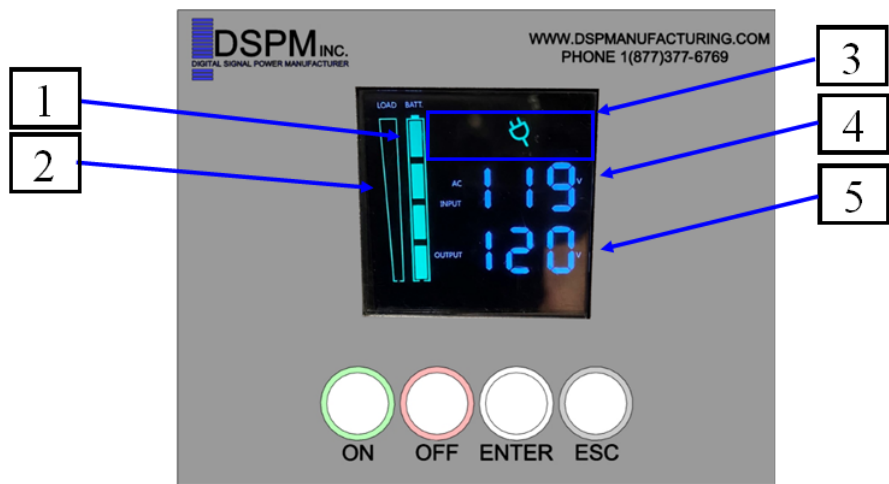 DSPM INC.
DIGITAL SIGNAL POWER MANUFACTURER
WWW.DSPMANUFACTURING.COM
PHONE 1(877)377-6769
1
2
3
4
5
LOAD BATT.
AC
INPUT
119 V
OUTPUT
120 V
ON OFF ENTER ESC